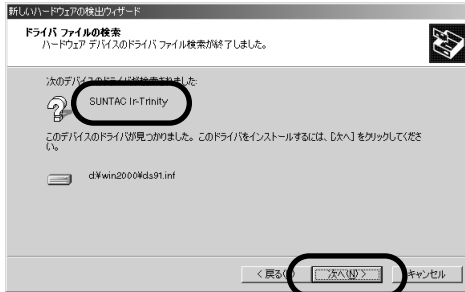 新しいハードウェアの検出ウィザード
ドライバ ファイルの検索
ハードウェア デバイスのドライバ ファイル検索が終了しました。
次のデバイスのドライバが検索されました:
SUNTAC Ir-Trinity
このデバイスのドライバが見つかりました。このドライバをインストールするには、[次へ] をクリックしてくださ
い。
d:¥win2000¥ds91.inf
< 戻る(
次へ(N) >
キャンセル